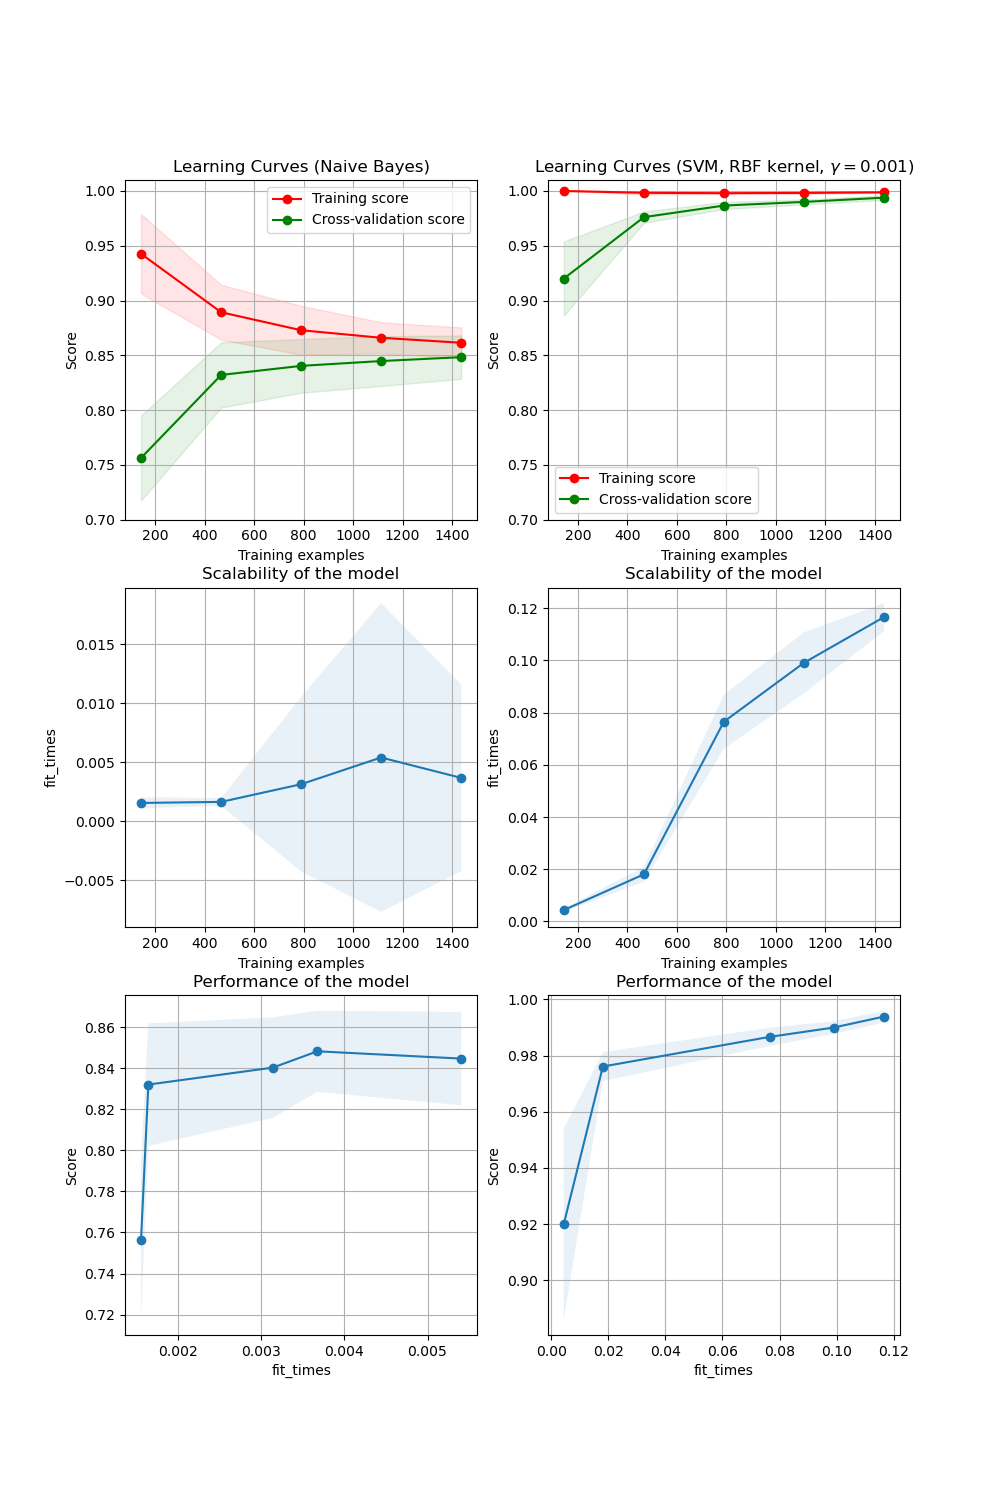 Learning Curves (Naive Bayes)
Score
1.00
0.95
0.90
0.85
0.80
0.75
0.70
Training score
Cross-validation score
200 400 600 800 1000 1200 1400
Training examples
Learning Curves (SVM, RBF kernel, γ = 0.001)
Score
1.00
0.95
0.90
0.85
0.80
0.75
0.70
Training score
Cross-validation score
200 400 600 800 1000 1200 1400
Training examples
Scalability of the model
fit_times
0.015
0.010
0.005
0.000
−0.005
200 400 600 800 1000 1200 1400
Training examples
Scalability of the model
fit_times
0.12
0.10
0.08
0.06
0.04
0.02
0.00
200 400 600 800 1000 1200 1400
Training examples
Performance of the model
Score
0.86
0.84
0.82
0.80
0.78
0.76
0.74
0.72
0.002 0.003 0.004 0.005
fit_times
Performance of the model
Score
1.00
0.98
0.96
0.94
0.92
0.90
0.00 0.02 0.04 0.06 0.08 0.10 0.12
fit_times